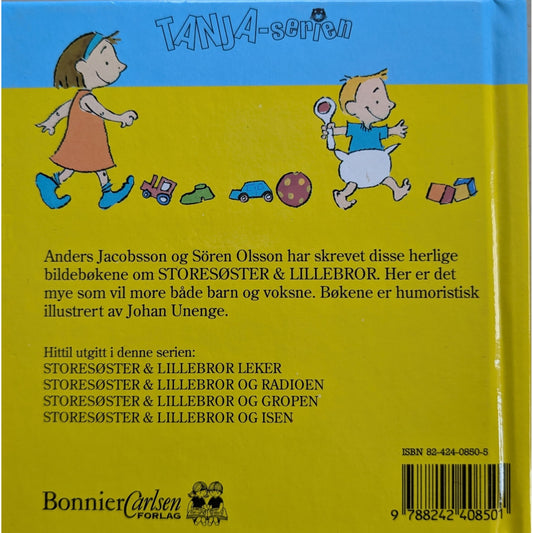 TANJA-serien
Anders Jacobsson og Sören Olsson har skrevet disse herlige
bildebøkene om STORESØSTER & LILLEBROR. Her er det
mye som vil more både barn og voksne. Bøkene er humoristisk
illustrert av Johan Unenge.
Hittil utgitt i denne serien:
STORESØSTER & LILLEBROR LEKER
STORESØSTER & LILLEBROR OG RADIOEN
STORESØSTER & LILLEBROR OG GROPEN
STORESØSTER & LILLEBROR OG ISEN
ISBN 82-424-0850-5
BonnierCarlsen
FORLAG
9 788242 408501